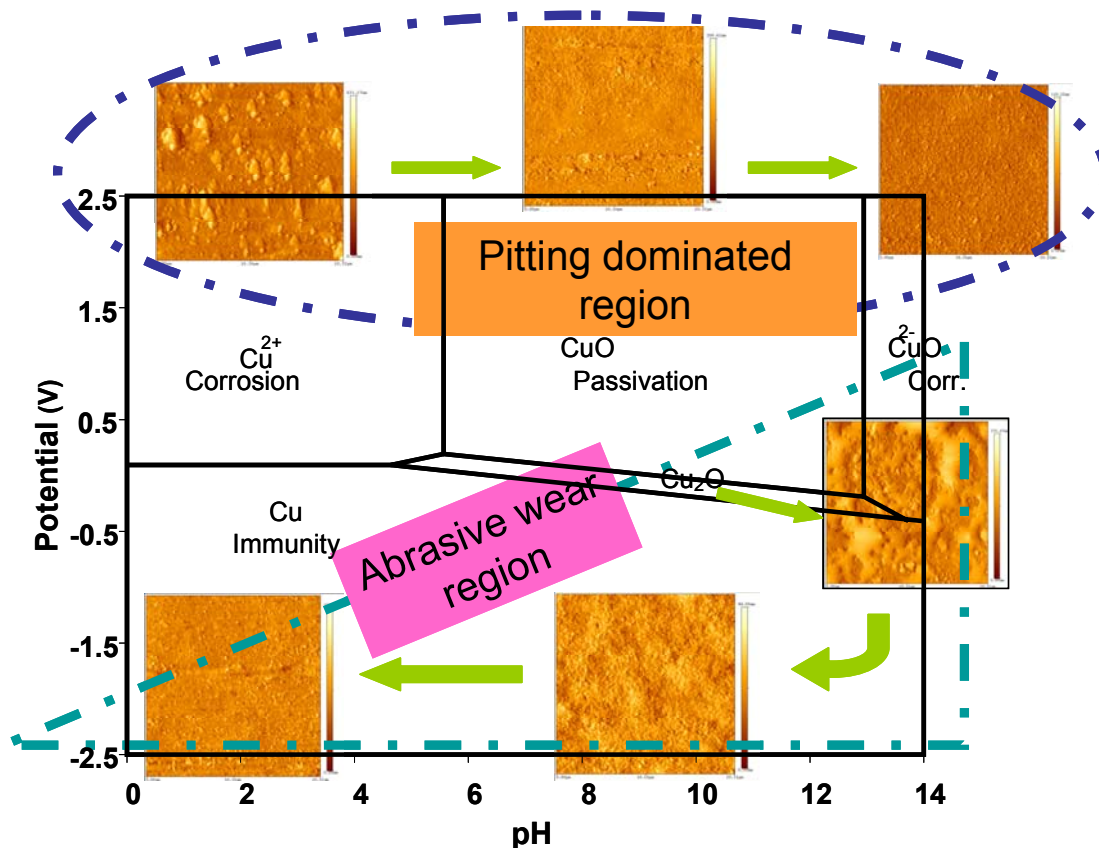 2.5
1.5
0.5
-0.5
-1.5
-2.5
Potential (V)
Pitting dominated
region
Cu2+
Corrosion
CuO
Passivation
CuO2-
Corr.
Cu2O
Cu
Immunity
Abrasive wear
region
0 2 4 6 8 10 12 14
pH